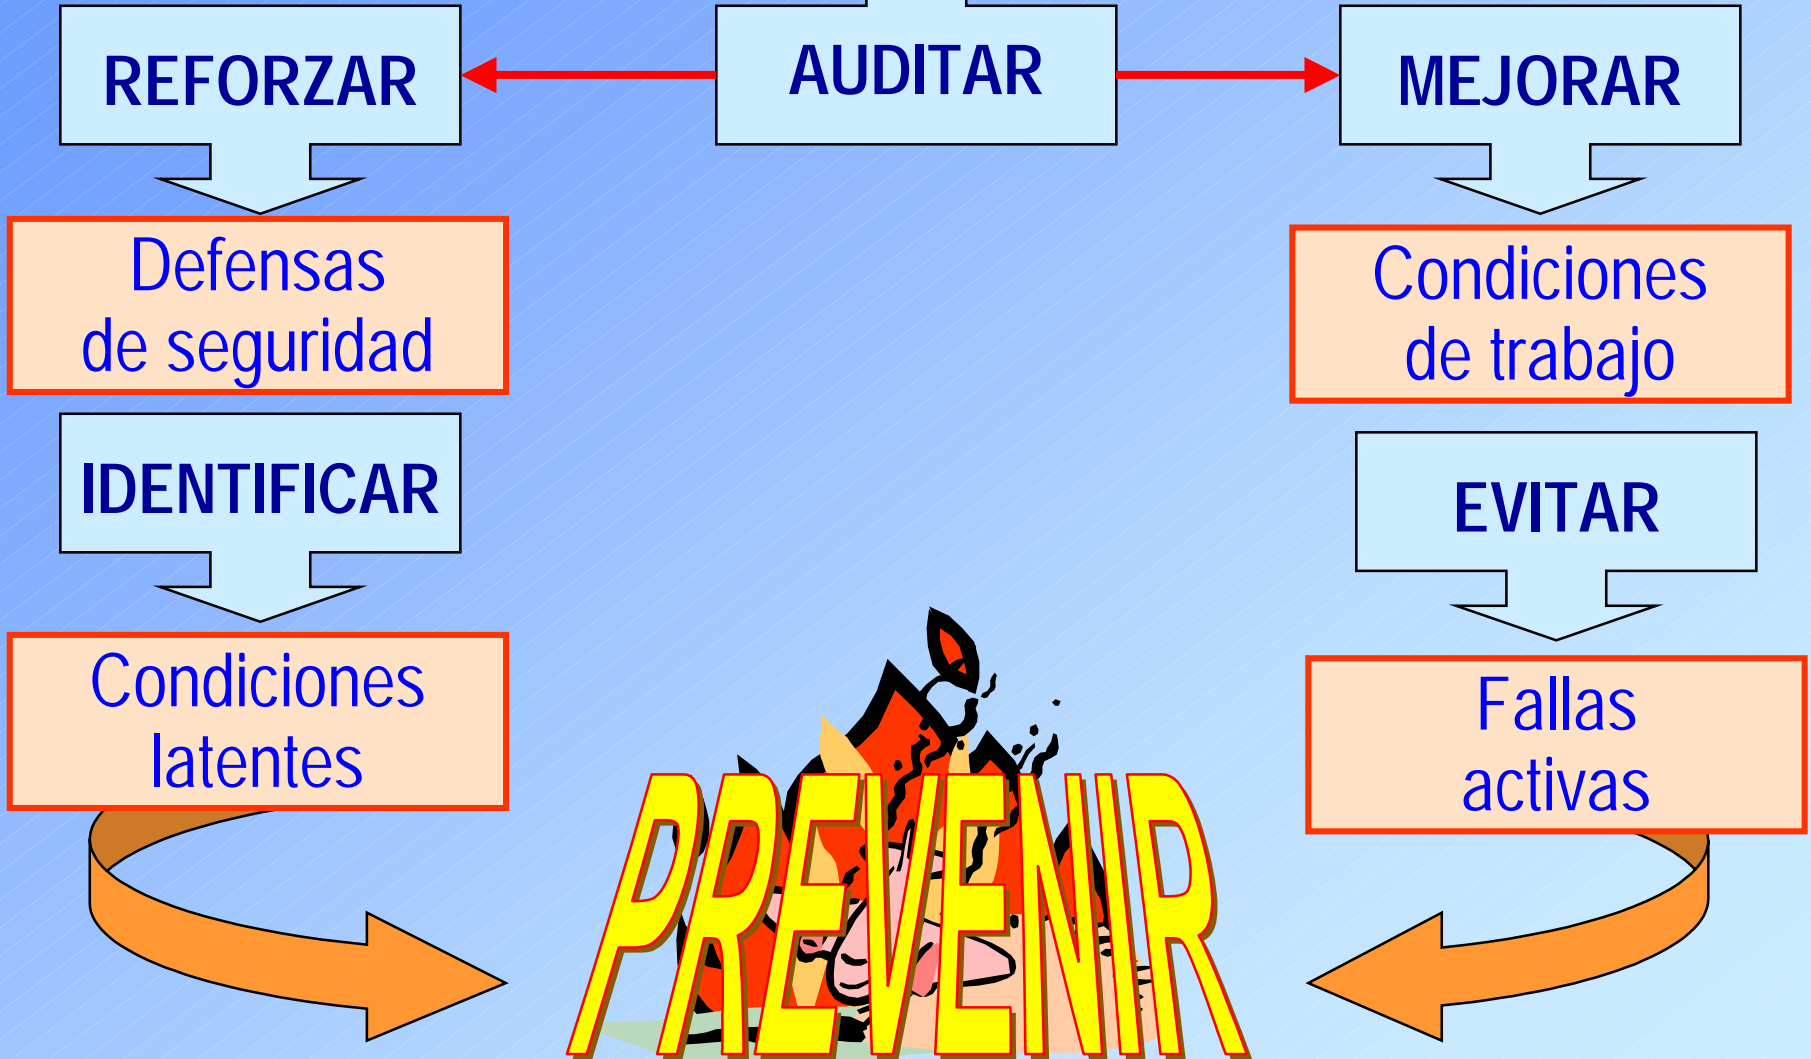 REFORZAR
AUDITAR
MEJORAR
Defensas
de seguridad
Condiciones
de trabajo
IDENTIFICAR
EVITAR
Condiciones
latentes
Fallas
activas
PREVENIR